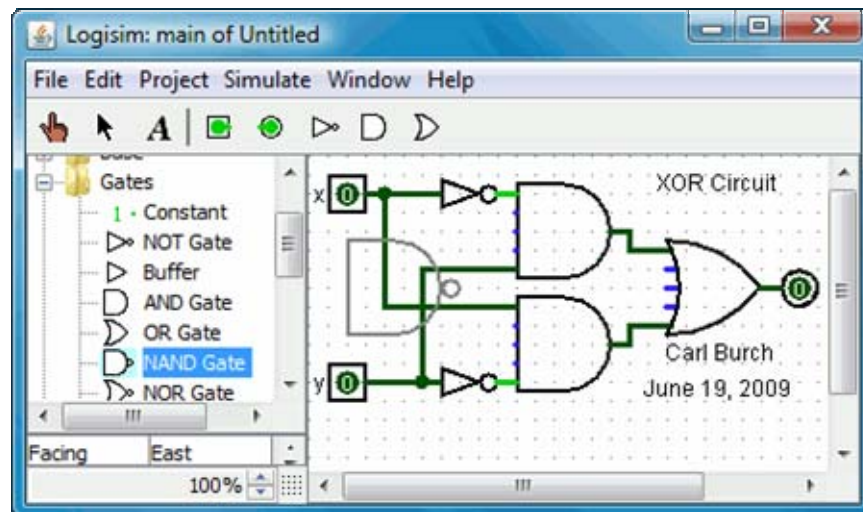 Logisim: main of Untitled
File Edit Project Simulate Window Help
A
Base
Gates
1 Constant
NOT Gate
Buffer
AND Gate
OR Gate
NAND Gate
NOR Gate
Facing East
100%
XOR Circuit
x 0
0
y 0
Carl Burch
June 19, 2009